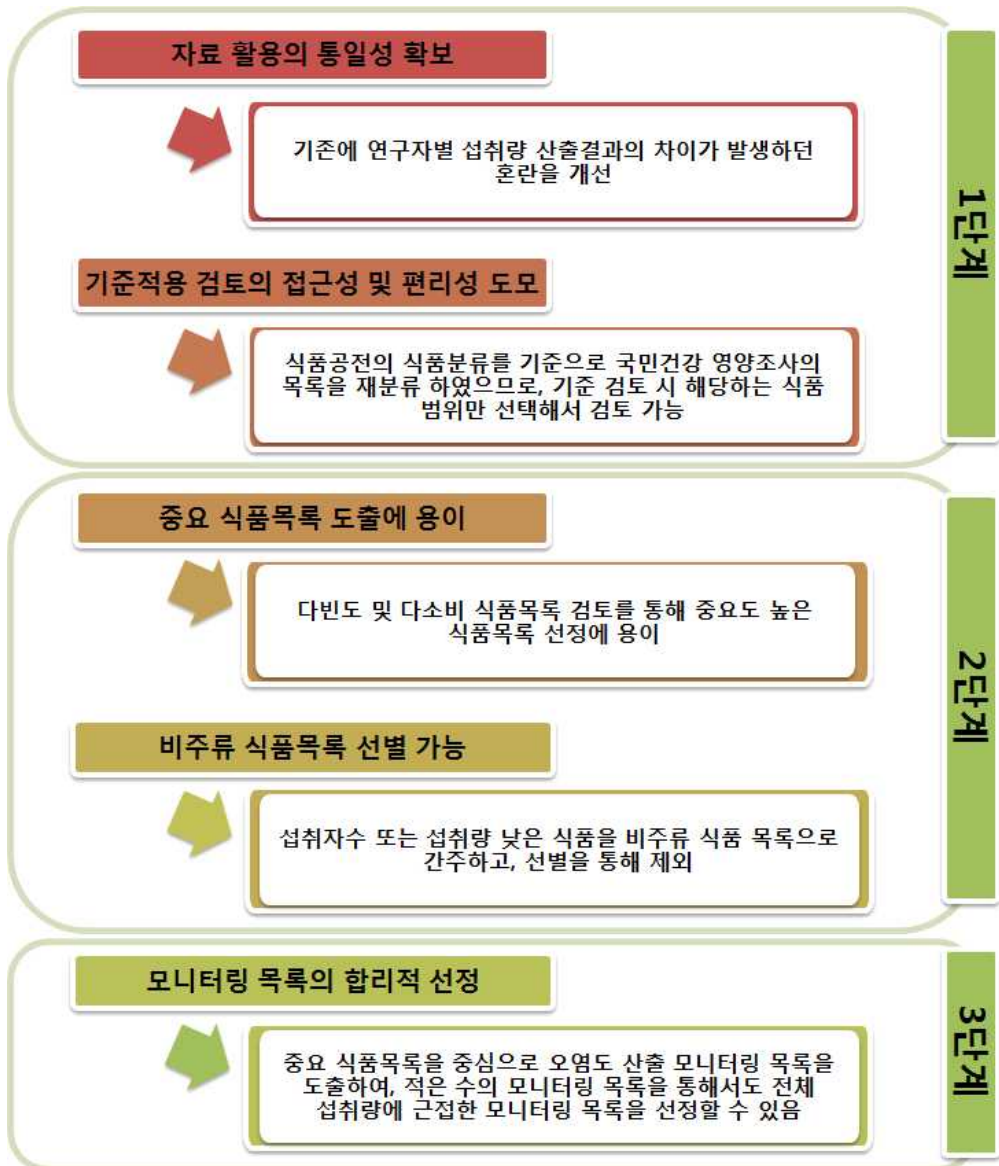 자료 활용의 통일성 확보
기존에 연구자별 섭취량 산출결과의 차이가 발생하던
혼란을 개선
기준적용 검토의 접근성 및 편리성 도모
식품공전의 식품분류를 기준으로 국민건강 영양조사의
목록을 재분류 하였으므로, 기준 검토 시 해당하는 식품
범위만 선택해서 검토 가능
1단계
중요 식품목록 도출에 용이
다빈도 및 다소비 식품목록 검토를 통해 중요도 높은
식품목록 선정에 용이
비주류 식품목록 선별 가능
섭취자수 또는 섭취량 낮은 식품을 비주류 식품 목록으로
간주하고, 선별을 통해 제외
2단계
모니터링 목록의 합리적 선정
중요 식품목록을 중심으로 오염도 산출 모니터링 목록을
도출하여, 적은 수의 모니터링 목록을 통해서도 전체
섭취량에 근접한 모니터링 목록을 선정할 수 있음
3단계